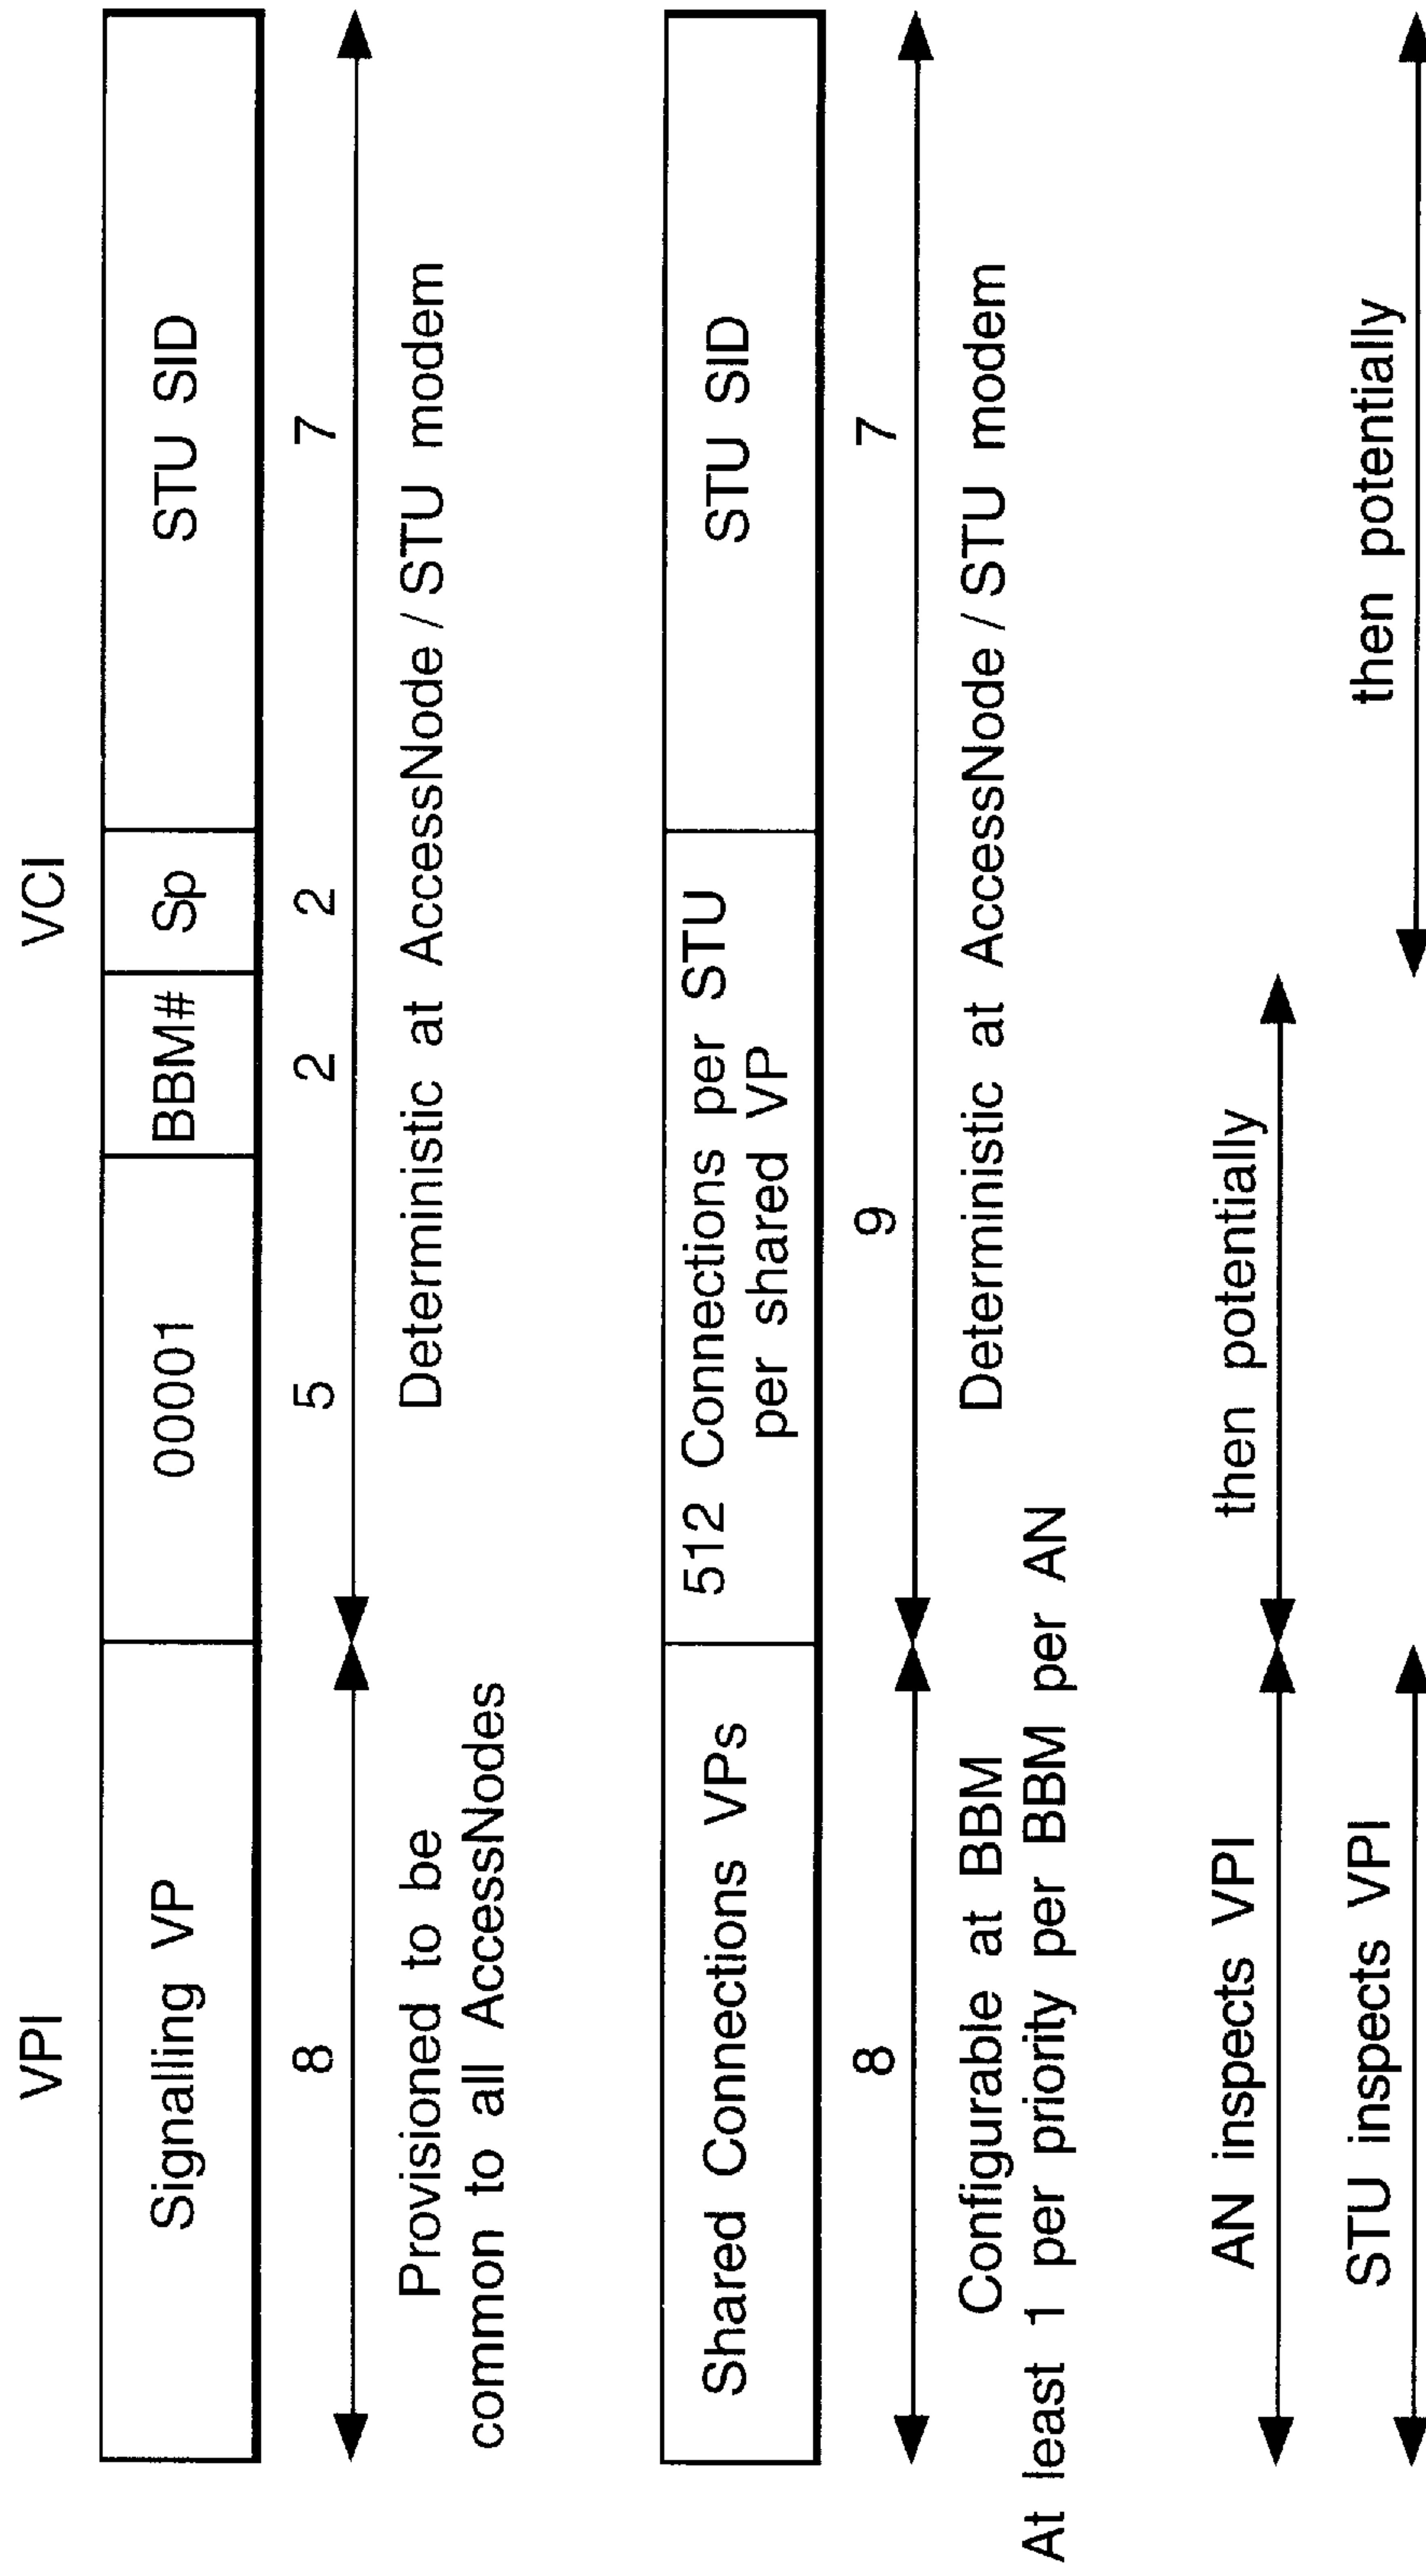 VPI
VCI
Signalling VP
00001
BBM#
Sp
STU SID
8
5
2
2
7
Provisioned to be
common to all AccessNodes
Deterministic at AccessNode / STU modem
Shared Connections VPs
512 Connections per STU
per shared VP
STU SID
8
9
7
Configurable at BBM
At least 1 per priority per BBM per AN
Deterministic at AccessNode / STU modem
AN inspects VPI
then potentially
STU inspects VPI
then potentially